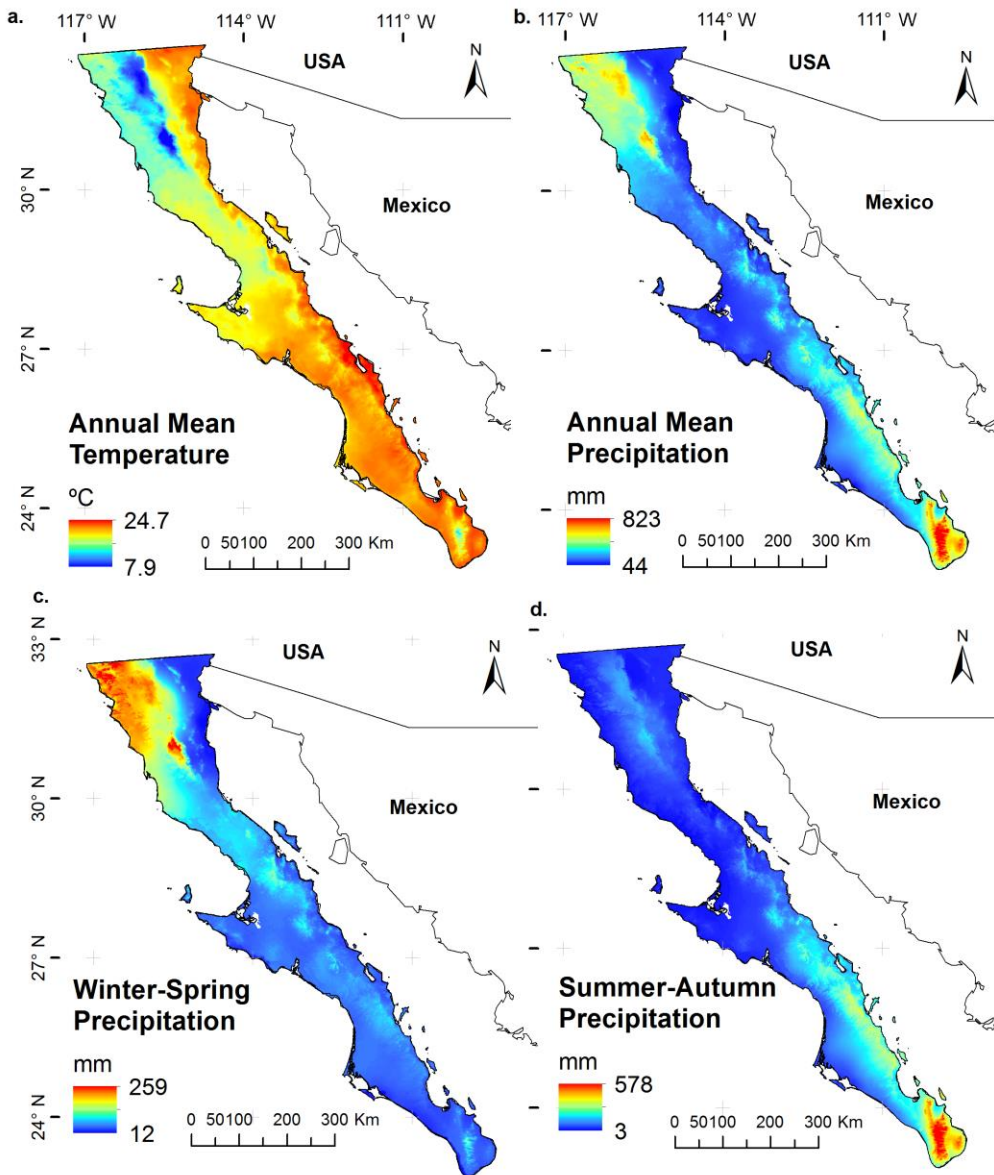 a.
117° W
114° W
111° W
USA
N
30° N
Mexico
27° N
24° N
Annual Mean
Temperature
ºC
24.7
7.9
0 50100 200 300 Km
b.
117° W
114° W
111° W
USA
N
Mexico
Annual Mean
Precipitation
mm
823
44
0 50100 200 300 Km
c.
33° N
USA
N
30° N
Mexico
27° N
24° N
Winter-Spring
Precipitation
mm
259
12
0 50100 200 300 Km
d.
USA
N
Mexico
Summer-Autumn
Precipitation
mm
578
3
0 50100 200 300 Km